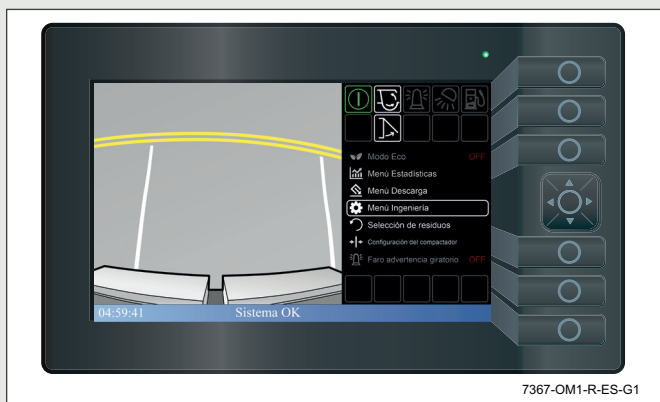 Modo Eco OFF
Menú Estadísticas
Menú Descarga
Menú Ingeniería
Selección de residuos
Configuración del compactador
Faro advertencia giratorio OFF
04:59:41 Sistema OK
7367-OM1-R-ES-G1